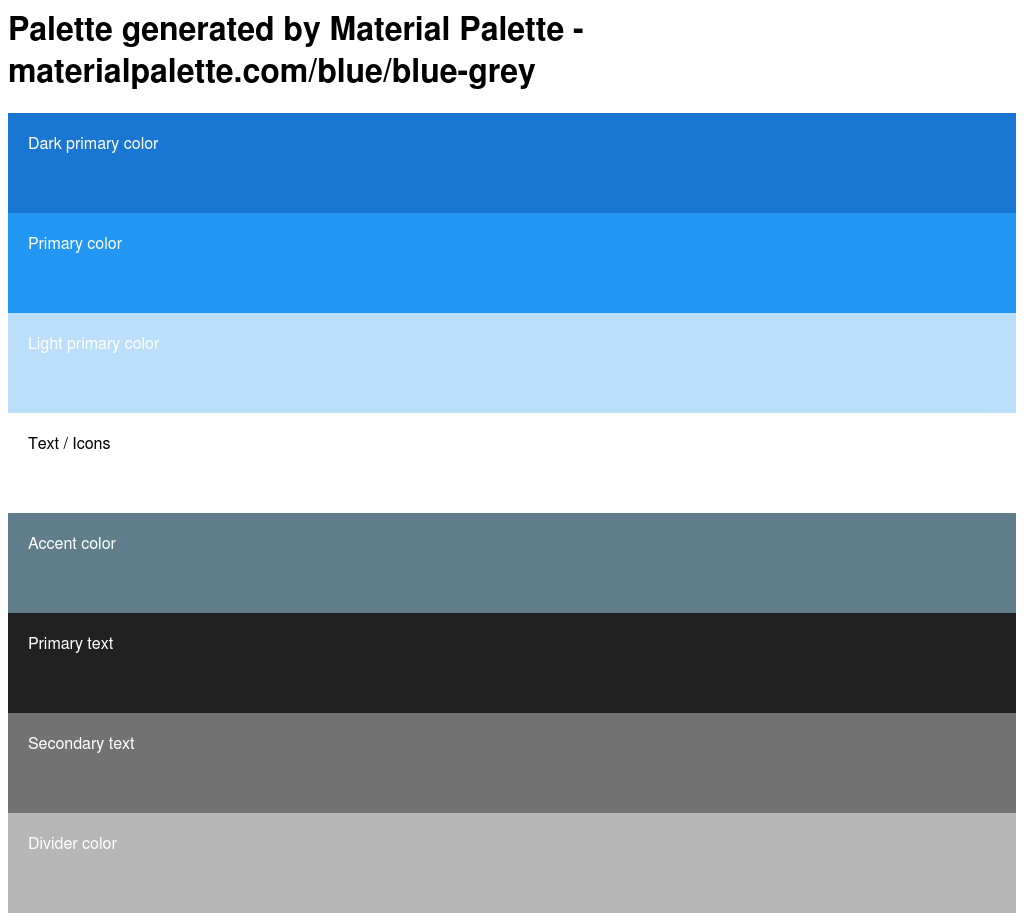 Palette generated by Material Palette -
materialpalette.com/blue/blue-grey
Dark primary color
Primary color
Light primary color
Text / Icons
Accent color
Primary text
Secondary text
Divider color